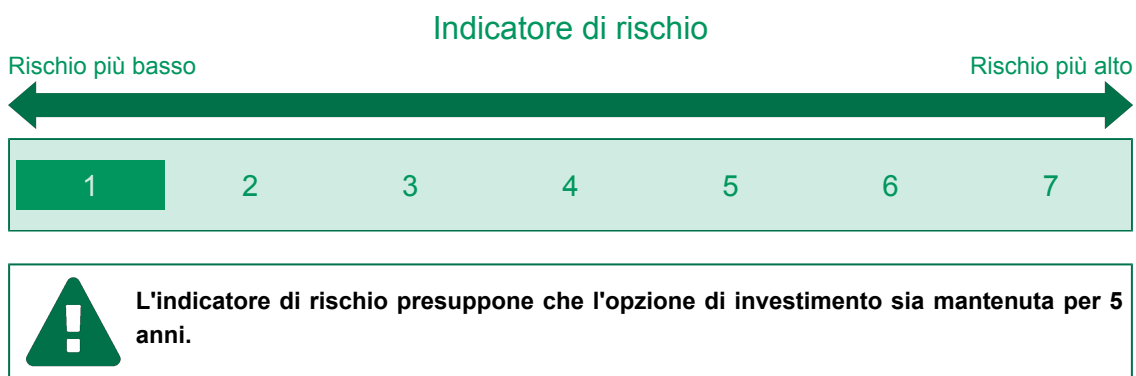 Indicatore di rischio
Rischio più basso Rischio più alto
1 2 3 4 5 6 7
L'indicatore di rischio presuppone che l'opzione di investimento sia mantenuta per 5
anni.